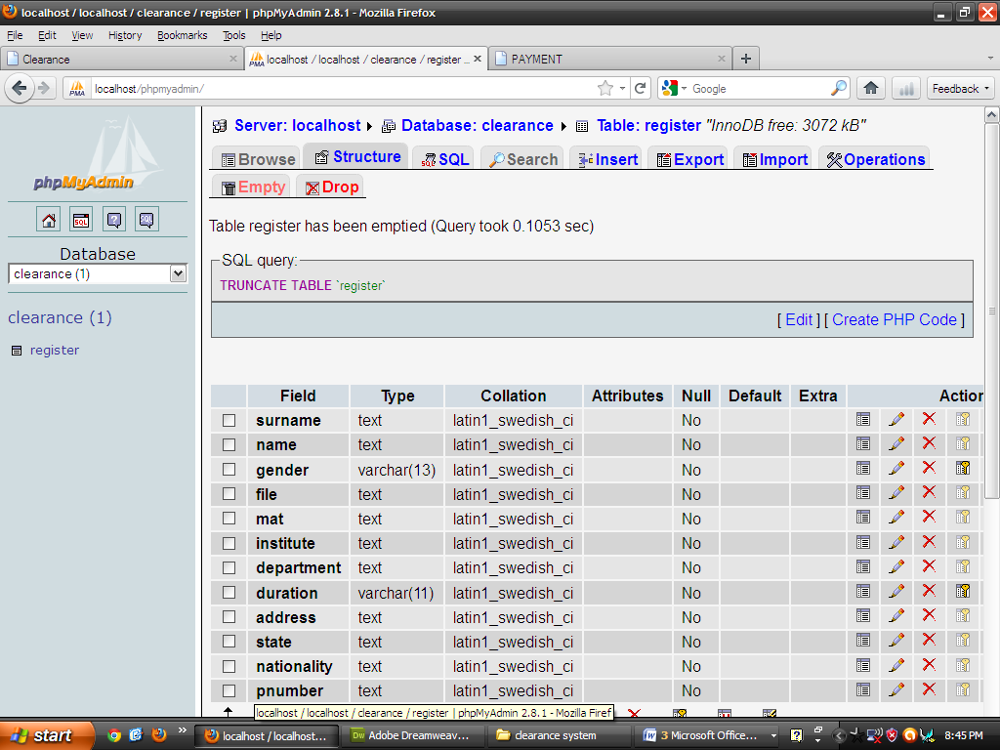 localhost / localhost / clearance / register | phpMyAdmin 2.8.1 - Mozilla Firefox
File Edit View History Bookmarks Tools Help
Clearance
PMA localhost / localhost / clearance / register ...
PAYMENT
PMA localhost/phpmyadmin/
Google
Feedback
phpMyAdmin
SQL
Database
clearance (1)
clearance (1)
register
Server: localhost Database: clearance Table: register "InnoDB free: 3072 kB"
Browse Structure SQL Search Insert Export Import Operations
Empty Drop
Table register has been emptied (Query took 0.1053 sec)
SQL query:
TRUNCATE TABLE `register`
[ Edit ] [ Create PHP Code ]
Field Type Collation Attributes Null Default Extra Action
surname text latin1_swedish_ci No
name text latin1_swedish_ci No
gender varchar(13) latin1_swedish_ci No
file text latin1_swedish_ci No
mat text latin1_swedish_ci No
institute text latin1_swedish_ci No
department text latin1_swedish_ci No
duration varchar(11) latin1_swedish_ci No
address text latin1_swedish_ci No
state text latin1_swedish_ci No
nationality text latin1_swedish_ci No
pnumber text latin1_swedish_ci No
localhost / localhost / clearance / register | phpMyAdmin 2.8.1 - Mozilla Firef
start
localhost / localhost...
Dw Adobe Dreamweav...
clearance system
3 Microsoft Office...
8:45 PM